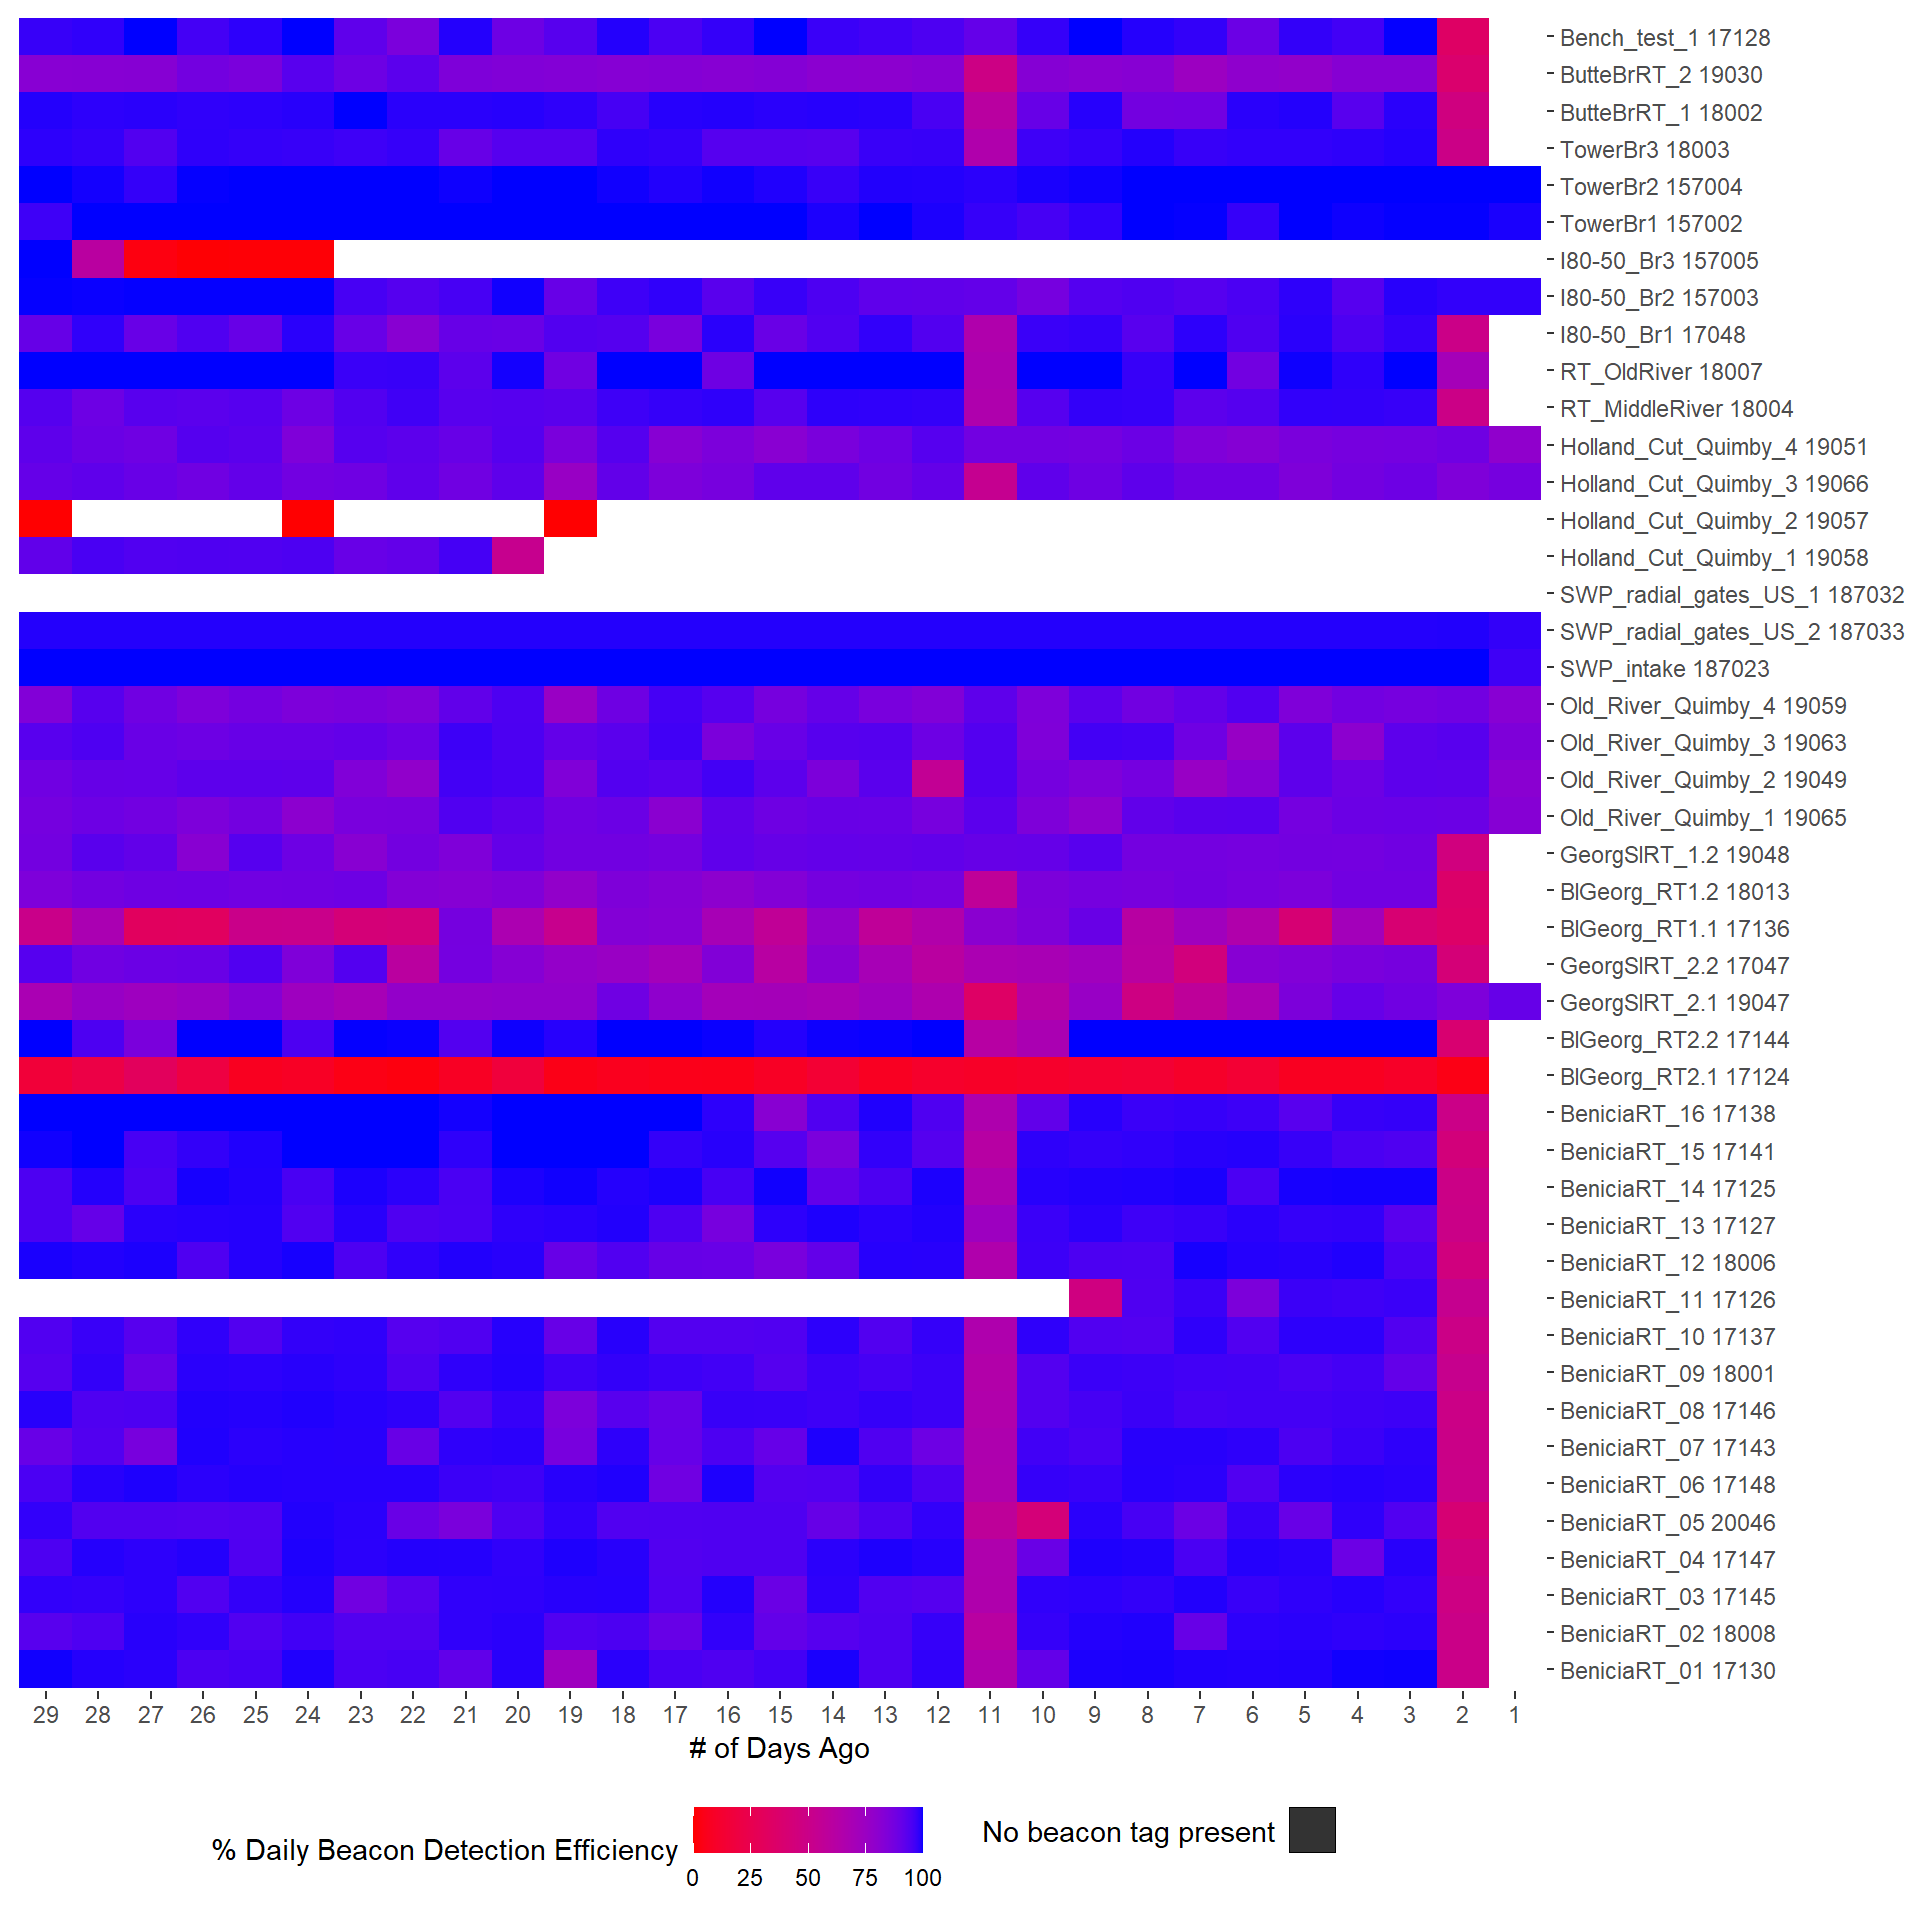 Bench_test_1 17128
ButteBrRT_2 19030
ButteBrRT_1 18002
TowerBr3 18003
TowerBr2 157004
TowerBr1 157002
I80-50_Br3 157005
I80-50_Br2 157003
I80-50_Br1 17048
RT_OldRiver 18007
RT_MiddleRiver 18004
Holland_Cut_Quimby_4 19051
Holland_Cut_Quimby_3 19066
Holland_Cut_Quimby_2 19057
Holland_Cut_Quimby_1 19058
SWP_radial_gates_US_1 187032
SWP_radial_gates_US_2 187033
SWP_intake 187023
Old_River_Quimby_4 19059
Old_River_Quimby_3 19063
Old_River_Quimby_2 19049
Old_River_Quimby_1 19065
GeorgSlRT_1.2 19048
BlGeorg_RT1.2 18013
BlGeorg_RT1.1 17136
GeorgSlRT_2.2 17047
GeorgSlRT_2.1 19047
BlGeorg_RT2.2 17144
BlGeorg_RT2.1 17124
BeniciaRT_16 17138
BeniciaRT_15 17141
BeniciaRT_14 17125
BeniciaRT_13 17127
BeniciaRT_12 18006
BeniciaRT_11 17126
BeniciaRT_10 17137
BeniciaRT_09 18001
BeniciaRT_08 17146
BeniciaRT_07 17143
BeniciaRT_06 17148
BeniciaRT_05 20046
BeniciaRT_04 17147
BeniciaRT_03 17145
BeniciaRT_02 18008
BeniciaRT_01 17130
29 28 27 26 25 24 23 22 21 20 19 18 17 16 15 14 13 12 11 10 9 8 7 6 5 4 3 2 1
# of Days Ago
% Daily Beacon Detection Efficiency
0 25 50 75 100
No beacon tag present